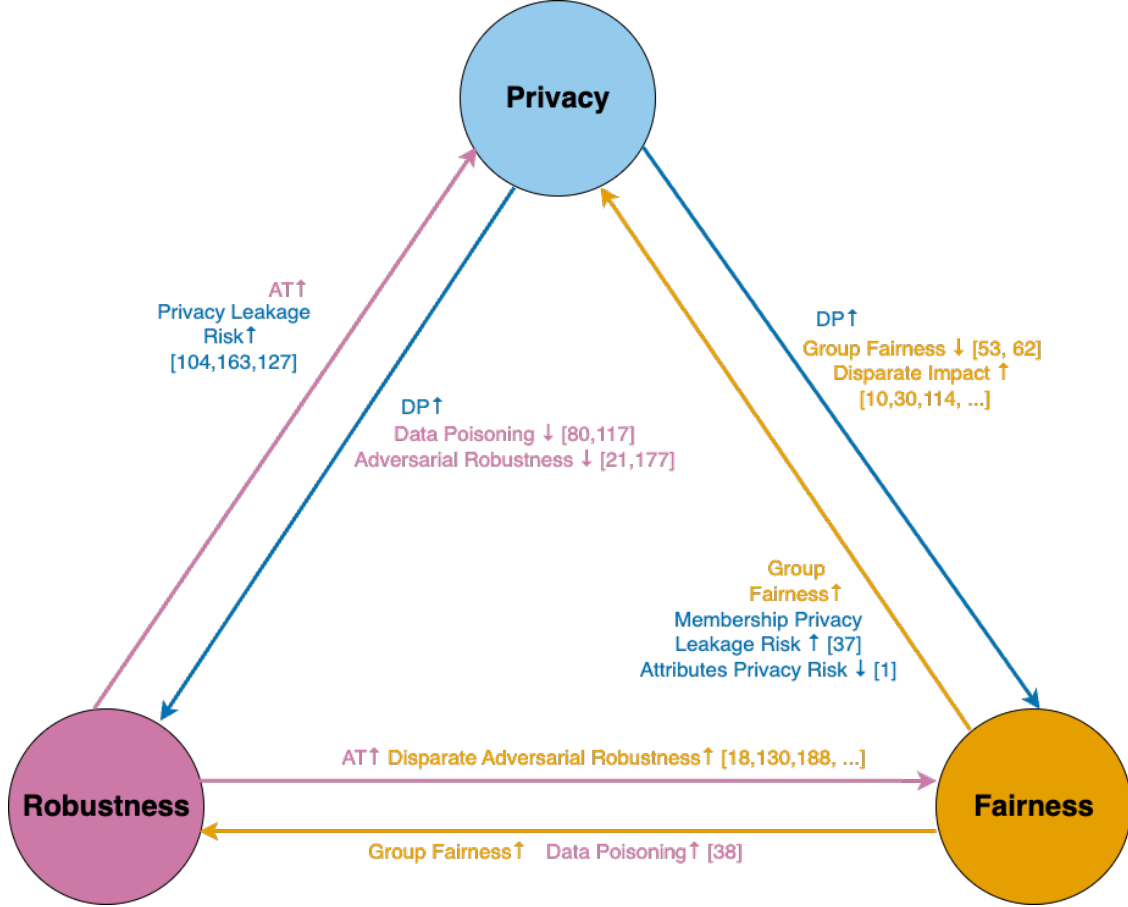 Privacy
AT↑
Privacy Leakage
Risk↑
[104,163,127]
DP↑
Group Fairness ↓ [53, 62]
Disparate Impact ↑
[10,30,114, ...]
DP↑
Data Poisoning ↓ [80,117]
Adversarial Robustness ↓ [21,177]
Group
Fairness↑
Membership Privacy
Leakage Risk ↑ [37]
Attributes Privacy Risk ↓ [1]
AT↑ Disparate Adversarial Robustness↑ [18,130,188, ...]
Robustness
Fairness
Group Fairness↑ Data Poisoning↑ [38]